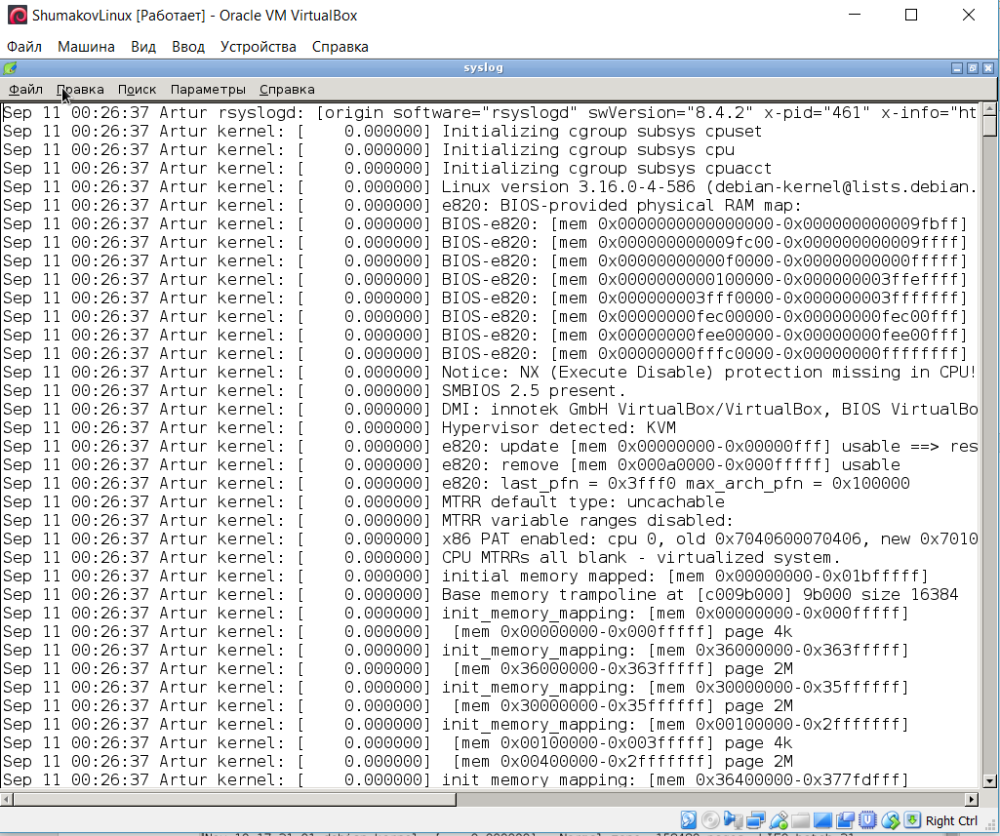 ShumakovLinux [Работает] - Oracle VM VirtualBox
Файл Машина Вид Ввод Устройства Справка
syslog
Файл Правка Поиск Параметры Справка
Sep 11 00:26:37 Artur rsyslogd: [origin software="rsyslogd" swVersion="8.4.2" x-pid="461" x-info="ht
Sep 11 00:26:37 Artur kernel: [    0.000000] Initializing cgroup subsys cpuset
Sep 11 00:26:37 Artur kernel: [    0.000000] Initializing cgroup subsys cpu
Sep 11 00:26:37 Artur kernel: [    0.000000] Initializing cgroup subsys cpuacct
Sep 11 00:26:37 Artur kernel: [    0.000000] Linux version 3.16.0-4-586 (debian-kernel@lists.debian.
Sep 11 00:26:37 Artur kernel: [    0.000000] e820: BIOS-provided physical RAM map:
Sep 11 00:26:37 Artur kernel: [    0.000000] BIOS-e820: [mem 0x0000000000000000-0x000000000009fbff]
Sep 11 00:26:37 Artur kernel: [    0.000000] BIOS-e820: [mem 0x000000000009fc00-0x000000000009ffff]
Sep 11 00:26:37 Artur kernel: [    0.000000] BIOS-e820: [mem 0x00000000000f0000-0x00000000000fffff]
Sep 11 00:26:37 Artur kernel: [    0.000000] BIOS-e820: [mem 0x0000000000100000-0x000000003ffeffff]
Sep 11 00:26:37 Artur kernel: [    0.000000] BIOS-e820: [mem 0x000000003fff0000-0x000000003fffffff]
Sep 11 00:26:37 Artur kernel: [    0.000000] BIOS-e820: [mem 0x00000000fec00000-0x00000000fec00fff]
Sep 11 00:26:37 Artur kernel: [    0.000000] BIOS-e820: [mem 0x00000000fee00000-0x00000000fee00fff]
Sep 11 00:26:37 Artur kernel: [    0.000000] BIOS-e820: [mem 0x00000000fffc0000-0x00000000ffffffff]
Sep 11 00:26:37 Artur kernel: [    0.000000] Notice: NX (Execute Disable) protection missing in CPU!
Sep 11 00:26:37 Artur kernel: [    0.000000] SMBIOS 2.5 present.
Sep 11 00:26:37 Artur kernel: [    0.000000] DMI: innotek GmbH VirtualBox/VirtualBox, BIOS VirtualBo
Sep 11 00:26:37 Artur kernel: [    0.000000] Hypervisor detected: KVM
Sep 11 00:26:37 Artur kernel: [    0.000000] e820: update [mem 0x00000000-0x00000fff] usable ==> res
Sep 11 00:26:37 Artur kernel: [    0.000000] e820: remove [mem 0x000a0000-0x000fffff] usable
Sep 11 00:26:37 Artur kernel: [    0.000000] e820: last_pfn = 0x3fff0 max_arch_pfn = 0x100000
Sep 11 00:26:37 Artur kernel: [    0.000000] MTRR default type: uncachable
Sep 11 00:26:37 Artur kernel: [    0.000000] MTRR variable ranges disabled:
Sep 11 00:26:37 Artur kernel: [    0.000000] x86 PAT enabled: cpu 0, old 0x7040600070406, new 0x7010
Sep 11 00:26:37 Artur kernel: [    0.000000] CPU MTRRs all blank - virtualized system.
Sep 11 00:26:37 Artur kernel: [    0.000000] initial memory mapped: [mem 0x00000000-0x01bfffff]
Sep 11 00:26:37 Artur kernel: [    0.000000] Base memory trampoline at [c009b000] 9b000 size 16384
Sep 11 00:26:37 Artur kernel: [    0.000000] init_memory_mapping: [mem 0x00000000-0x000fffff]
Sep 11 00:26:37 Artur kernel: [    0.000000]  [mem 0x00000000-0x000fffff] page 4k
Sep 11 00:26:37 Artur kernel: [    0.000000] init_memory_mapping: [mem 0x36000000-0x363fffff]
Sep 11 00:26:37 Artur kernel: [    0.000000]  [mem 0x36000000-0x363fffff] page 2M
Sep 11 00:26:37 Artur kernel: [    0.000000] init_memory_mapping: [mem 0x30000000-0x35ffffff]
Sep 11 00:26:37 Artur kernel: [    0.000000]  [mem 0x30000000-0x35ffffff] page 2M
Sep 11 00:26:37 Artur kernel: [    0.000000] init_memory_mapping: [mem 0x00100000-0x2fffffff]
Sep 11 00:26:37 Artur kernel: [    0.000000]  [mem 0x00100000-0x003fffff] page 4k
Sep 11 00:26:37 Artur kernel: [    0.000000]  [mem 0x00400000-0x2fffffff] page 2M
Sep 11 00:26:37 Artur kernel: [    0.000000] init_memory_mapping: [mem 0x36400000-0x377fdfff]
Right Ctrl